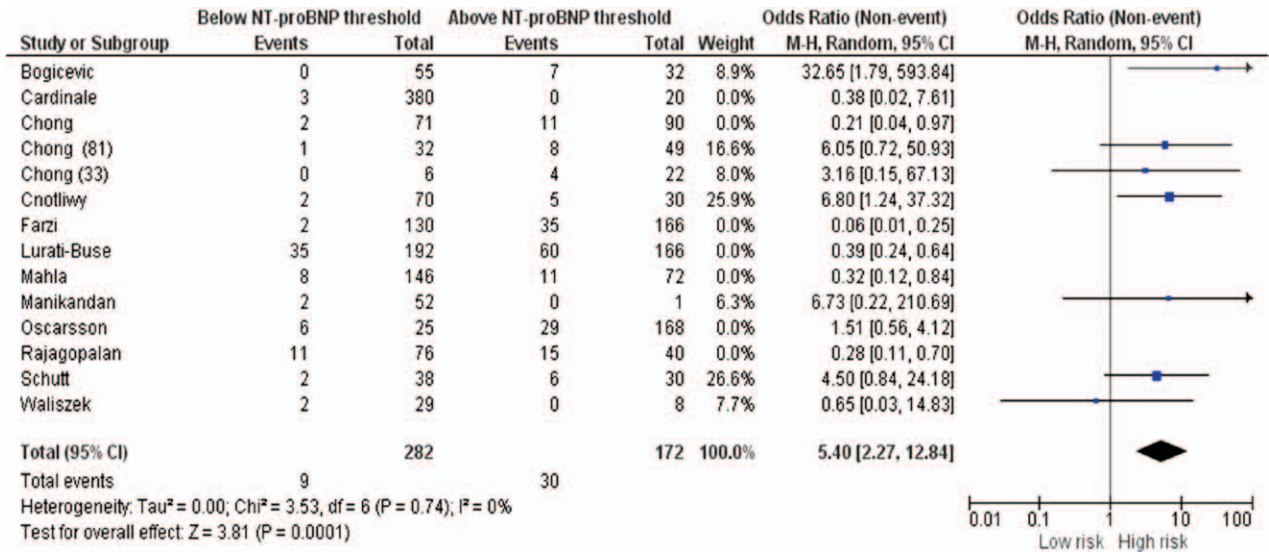 Below NT-proBNP threshold Above NT-proBNP threshold Odds Ratio (Non-event) Odds Ratio (Non-event)
Study or Subgroup Events Total Events Total Weight M-H, Random, 95% CI M-H, Random, 95% CI
Bogicevic 0 55 7 32 8.9% 32.65 [1.79, 593.84]
Cardinale 3 380 0 20 0.0% 0.38 [0.02, 7.61]
Chong 2 71 11 90 0.0% 0.21 [0.04, 0.97]
Chong (81) 1 32 8 49 16.6% 6.05 [0.72, 50.93]
Chong (33) 0 6 4 22 8.0% 3.16 [0.15, 67.13]
Cnotliwy 2 70 5 30 25.9% 6.80 [1.24, 37.32]
Farzi 2 130 35 166 0.0% 0.06 [0.01, 0.25]
Lurati-Buse 35 192 60 166 0.0% 0.39 [0.24, 0.64]
Mahla 8 146 11 72 0.0% 0.32 [0.12, 0.84]
Manikandan 2 52 0 1 6.3% 6.73 [0.22, 210.69]
Oscarsson 6 25 29 168 0.0% 1.51 [0.56, 4.12]
Rajagopalan 11 76 15 40 0.0% 0.28 [0.11, 0.70]
Schutt 2 38 6 30 26.6% 4.50 [0.84, 24.18]
Waliszek 2 29 0 8 7.7% 0.65 [0.03, 14.83]
Total (95% CI) 282 172 100.0% 5.40 [2.27, 12.84]
Total events 9 30
Heterogeneity: Tau² = 0.00; Chi² = 3.53, df = 6 (P = 0.74); I² = 0%
Test for overall effect: Z = 3.81 (P = 0.0001)
0.01 0.1 1 10 100
Low risk High risk